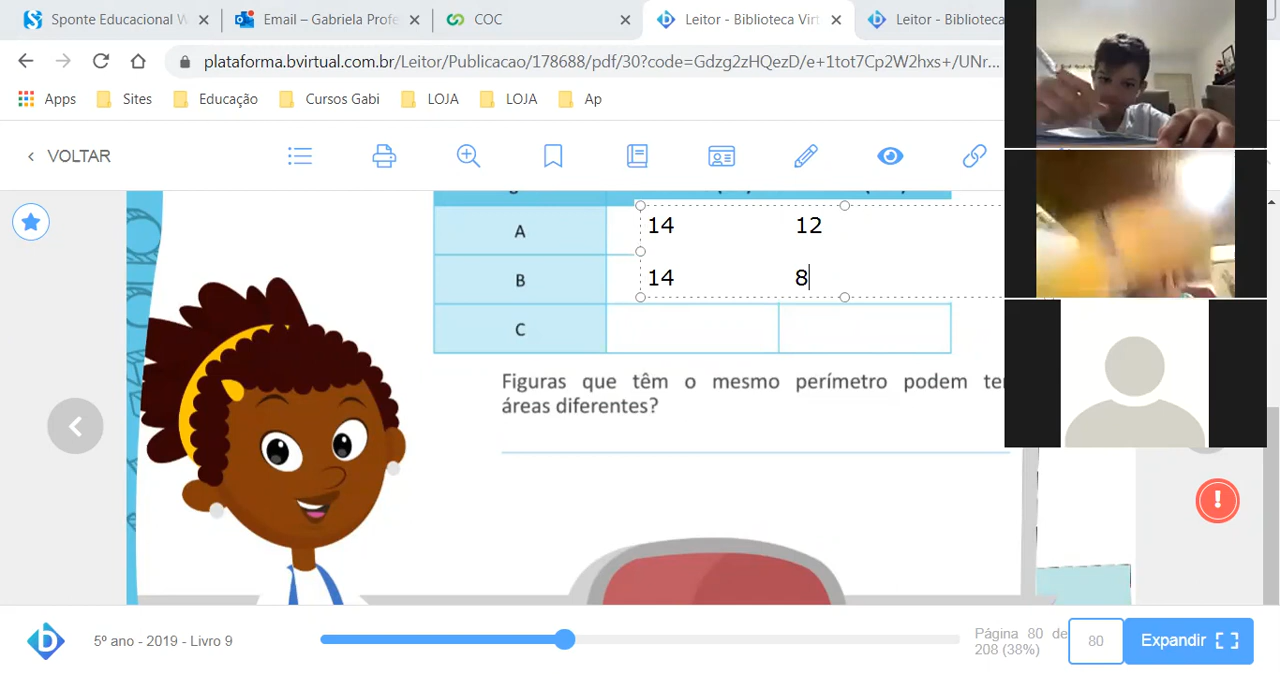 Sponte Educacional W
Email – Gabriela Profe
COC
Leitor - Biblioteca Virt
Leitor - Biblioteca
plataforma.bvirtual.com.br/Leitor/Publicacao/178688/pdf/30?code=Gdzg2zHQezD/e+1tot7Cp2W2hxs+/UNr...
Apps Sites Educação Cursos Gabi LOJA LOJA Ap
VOLTAR
A 14 12
B 14 8
C
Figuras que têm o mesmo perímetro podem ter
áreas diferentes?
5º ano - 2019 - Livro 9
Página 80 de
208 (38%)
80
Expandir